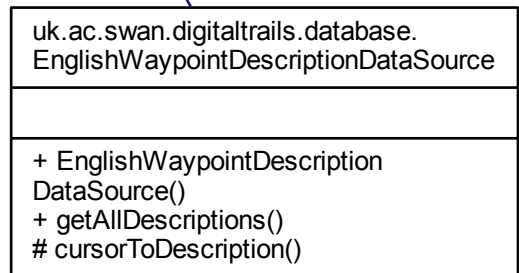 uk.ac.swan.digitaltrails.database.
EnglishWaypointDescriptionDataSource
+ EnglishWaypointDescription
DataSource()
+ getAllDescriptions()
# cursorToDescription()